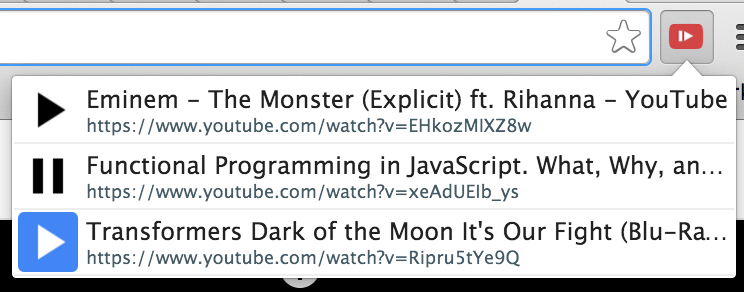 Eminem – The Monster (Explicit) ft. Rihanna – YouTube
https://www.youtube.com/watch?v=EHkozMIXZ8w
Functional Programming in JavaScript. What, Why, an...
https://www.youtube.com/watch?v=xeAdUEIb_ys
Transformers Dark of the Moon It's Our Fight (Blu-Ra...
https://www.youtube.com/watch?v=Ripru5tYe9Q